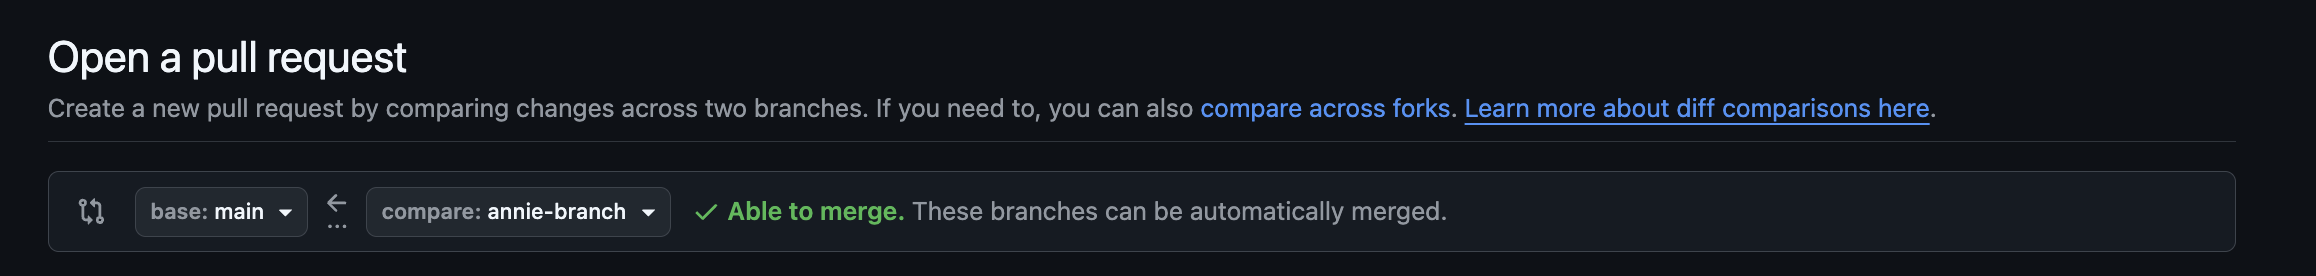 Open a pull request
Create a new pull request by comparing changes across two branches. If you need to, you can also compare across forks. Learn more about diff comparisons here.
base: main ← ... compare: annie-branch ✓ Able to merge. These branches can be automatically merged.